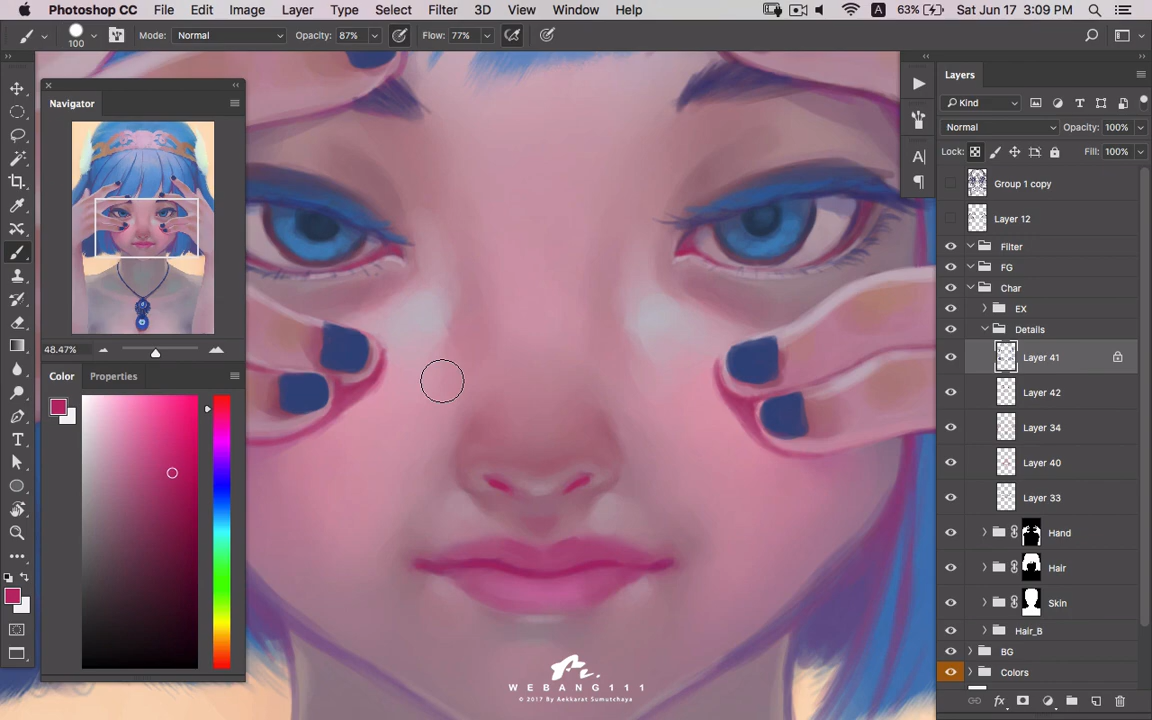 Photoshop CC File Edit Image Layer Type Select Filter 3D View Window Help A 63% Sat Jun 17 3:09 PM
100 Mode: Normal Opacity: 87% Flow: 77%
Navigator
48.47%
Color Properties
A|
¶
T
Layers
Kind T
Normal Opacity: 100%
Lock: Fill: 100%
Group 1 copy
Layer 12
Filter
FG
Char
EX
Details
Layer 41
Layer 42
Layer 34
Layer 40
Layer 33
Hand
Hair
Skin
Hair_B
BG
Colors
fx
WEBANG111
© 2017 By Aekkarat Sumutchaya